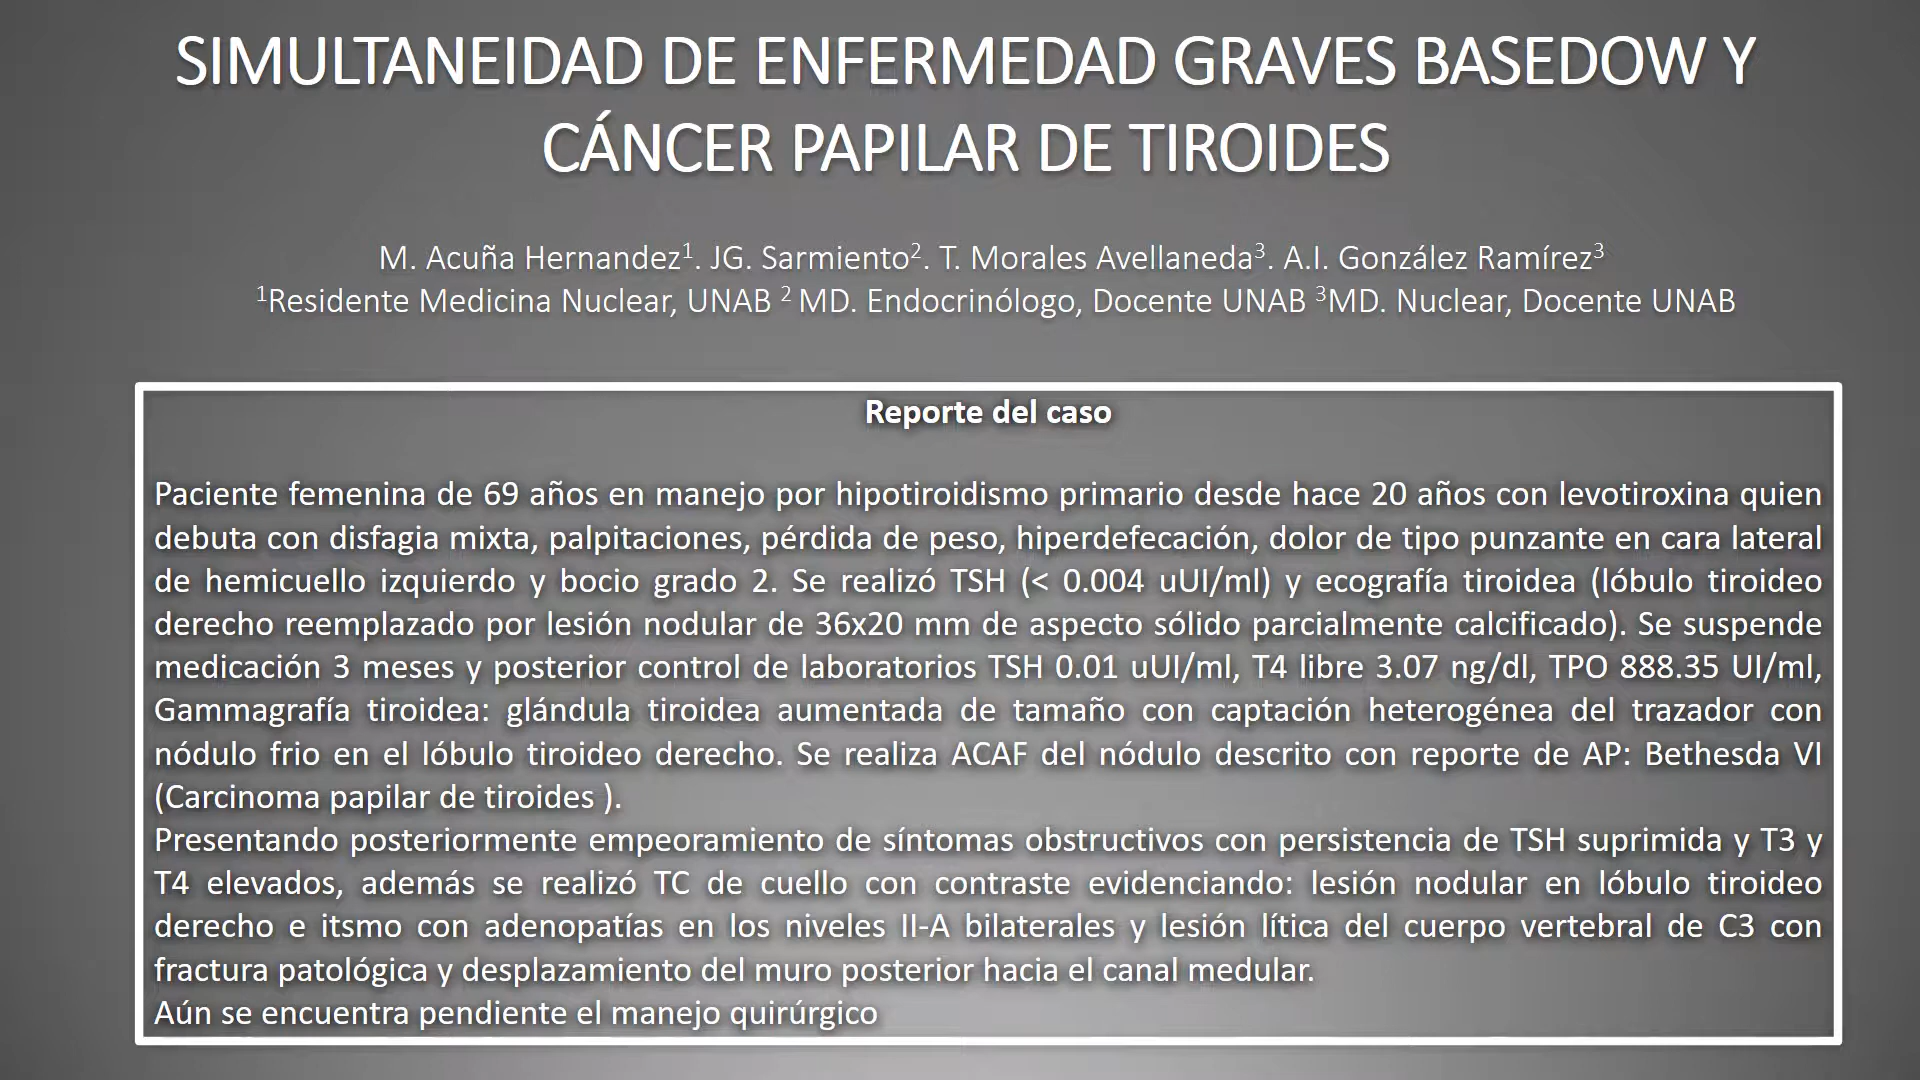 SIMULTANEIDAD DE ENFERMEDAD GRAVES BASEDOW Y
CÁNCER PAPILAR DE TIROIDES
M. Acuña Hernandez¹. JG. Sarmiento². T. Morales Avellaneda³. A.I. González Ramírez³
¹Residente Medicina Nuclear, UNAB ² MD. Endocrinólogo, Docente UNAB ³MD. Nuclear, Docente UNAB
Reporte del caso
Paciente femenina de 69 años en manejo por hipotiroidismo primario desde hace 20 años con levotiroxina quien
debuta con disfagia mixta, palpitaciones, pérdida de peso, hiperdefecación, dolor de tipo punzante en cara lateral
de hemicuello izquierdo y bocio grado 2. Se realizó TSH (< 0.004 uUI/ml) y ecografía tiroidea (lóbulo tiroideo
derecho reemplazado por lesión nodular de 36x20 mm de aspecto sólido parcialmente calcificado). Se suspende
medicación 3 meses y posterior control de laboratorios TSH 0.01 uUI/ml, T4 libre 3.07 ng/dl, TPO 888.35 UI/ml,
Gammagrafía tiroidea: glándula tiroidea aumentada de tamaño con captación heterogénea del trazador con
nódulo frio en el lóbulo tiroideo derecho. Se realiza ACAF del nódulo descrito con reporte de AP: Bethesda VI
(Carcinoma papilar de tiroides ).
Presentando posteriormente empeoramiento de síntomas obstructivos con persistencia de TSH suprimida y T3 y
T4 elevados, además se realizó TC de cuello con contraste evidenciando: lesión nodular en lóbulo tiroideo
derecho e itsmo con adenopatías en los niveles II-A bilaterales y lesión lítica del cuerpo vertebral de C3 con
fractura patológica y desplazamiento del muro posterior hacia el canal medular.
Aún se encuentra pendiente el manejo quirúrgico